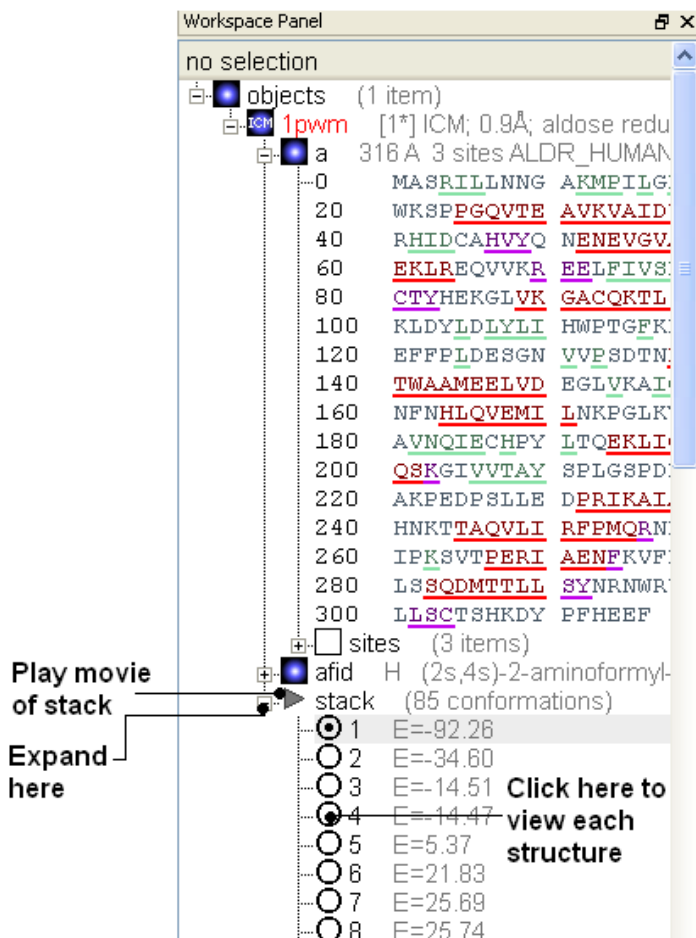 Workspace Panel
no selection
objects (1 item)
ICM 1pwm [1*] ICM; 0.9Å; aldose redu
a 316 A 3 sites ALDR_HUMAN
0 MASRILLNNG AKMPILG
20 WKSPPGQVTE AVKVAID
40 RHIDCAHVYQ NENEVGV
60 EKLREQVVKR EELFIVS
80 CTYHEKGLVK GACQKTL
100 KLDYLDLYLI HWPTGFK
120 EFFPLDESGN VVPSDTN
140 TWAAMEELVD EGLVKAI
160 NFNHLQVEMI LNKPGLK
180 AVNQIECHPY LTQEKLI
200 QSKGIVVTAY SPLGSPD
220 AKPEDPSLLE DPRIKAL
240 HNKTTAQVLI RFPMQRN
260 IPKSVTPERI AENFKVF
280 LSSQDMTTLL SYNRNWR
300 LLSCTSHKDY PFHEEF
sites (3 items)
afid H (2s,4s)-2-aminoformyl-
stack (85 conformations)
1 E=-92.26
2 E=-34.60
3 E=-14.51
4 E=-14.47
5 E=5.37
6 E=21.83
7 E=25.69
8 E=25.74
Play movie
of stack
Expand
here
Click here to
view each
structure